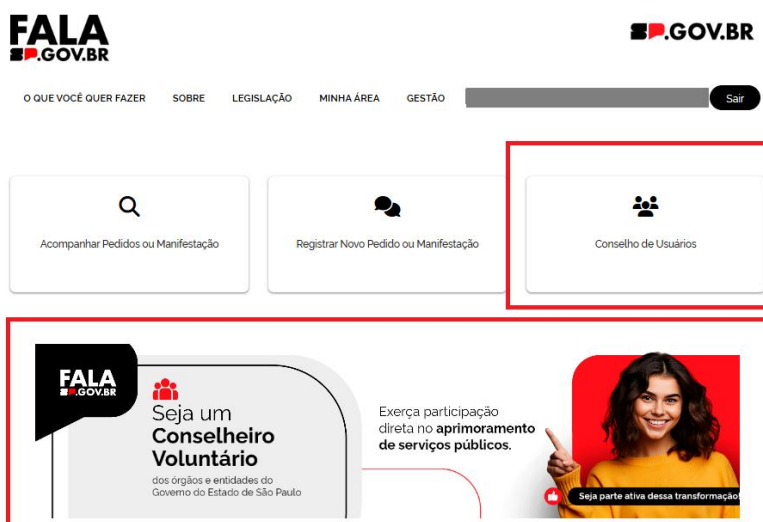 FALA
SP.GOV.BR
SP.GOV.BR
O QUE VOCÊ QUER FAZER
SOBRE
LEGISLAÇÃO
MINHA ÁREA
GESTÃO
Sair
Acompanhar Pedidos ou Manifestação
Registrar Novo Pedido ou Manifestação
Conselho de Usuários
FALA
SP.GOV.BR
Seja um
Conselheiro
Voluntário
dos órgãos e entidades do
Governo do Estado de São Paulo
Exerça participação
direta no aprimoramento
de serviços públicos.
Seja parte ativa dessa transformação!